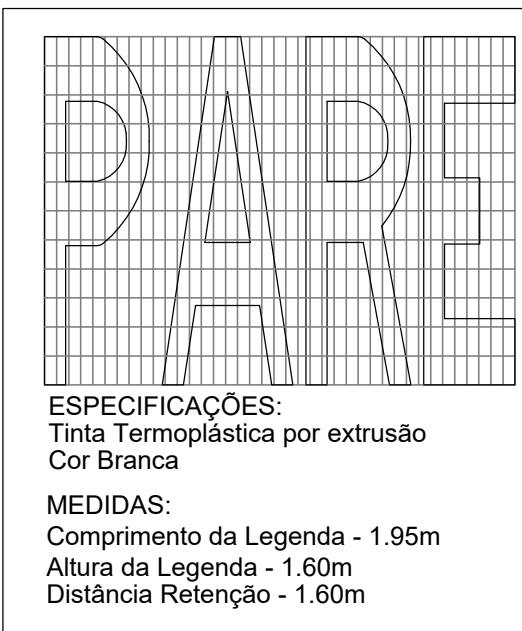 PARE
ESPECIFICAÇÕES:
Tinta Termoplástica por extrusão
Cor Branca
MEDIDAS:
Comprimento da Legenda - 1.95m
Altura da Legenda - 1.60m
Distância Retenção - 1.60m